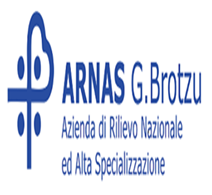 ARNAS G.Brotzu
Azienda di Rilievo Nazionale
ed Alta Specializzazione